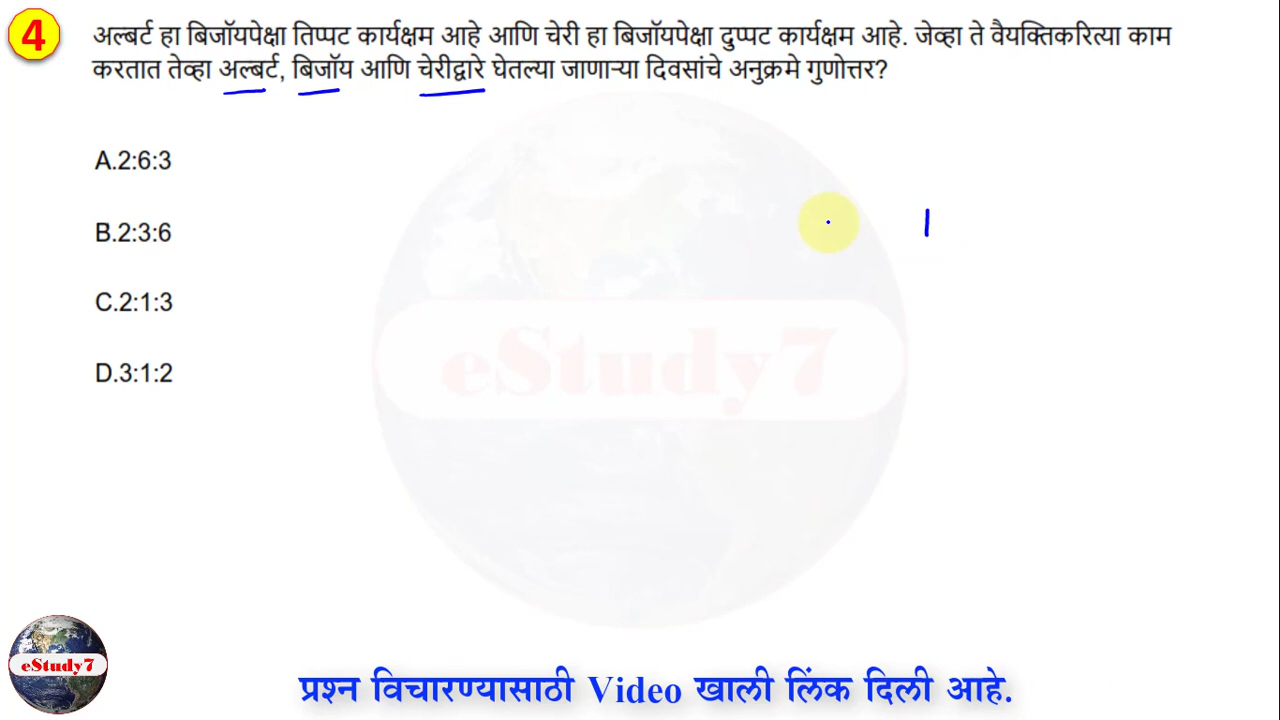 4
अल्बर्ट हा बिजॉयपेक्षा तिप्पट कार्यक्षम आहे आणि चेरी हा बिजॉयपेक्षा दुप्पट कार्यक्षम आहे. जेव्हा ते वैयक्तिकरित्या काम
करतात तेव्हा अल्बर्ट, बिजॉय आणि चेरीद्वारे घेतल्या जाणाऱ्या दिवसांचे अनुक्रमे गुणोत्तर?
A.2:6:3
B.2:3:6
1
C.2:1:3
eStudy7
D.3:1:2
eStudy7
प्रश्न विचारण्यासाठी Video खाली लिंक दिली आहे.